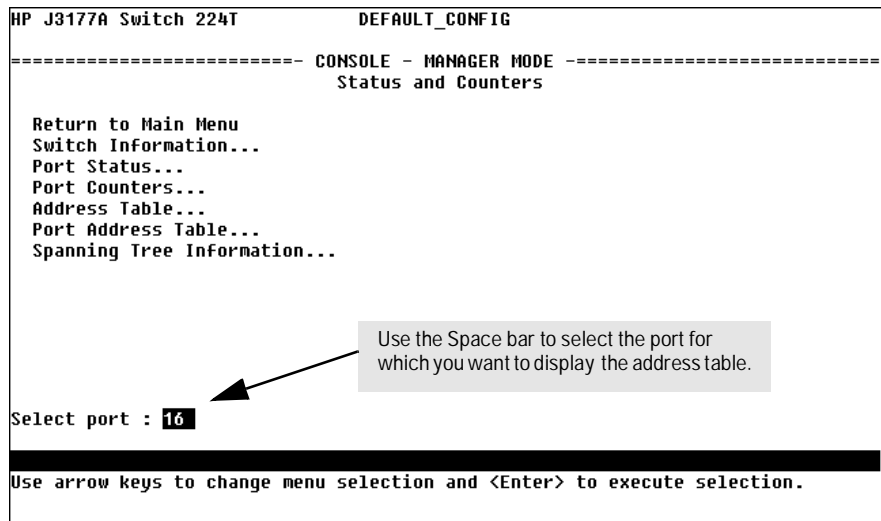 HP J3177A Switch 224T DEFAULT_CONFIG
==========================- CONSOLE - MANAGER MODE -============================
Status and Counters
Return to Main Menu
Switch Information...
Port Status...
Port Counters...
Address Table...
Port Address Table...
Spanning Tree Information...
Use the Space bar to select the port for
which you want to display the address table.
Select port : 16
Use arrow keys to change menu selection and <Enter> to execute selection.